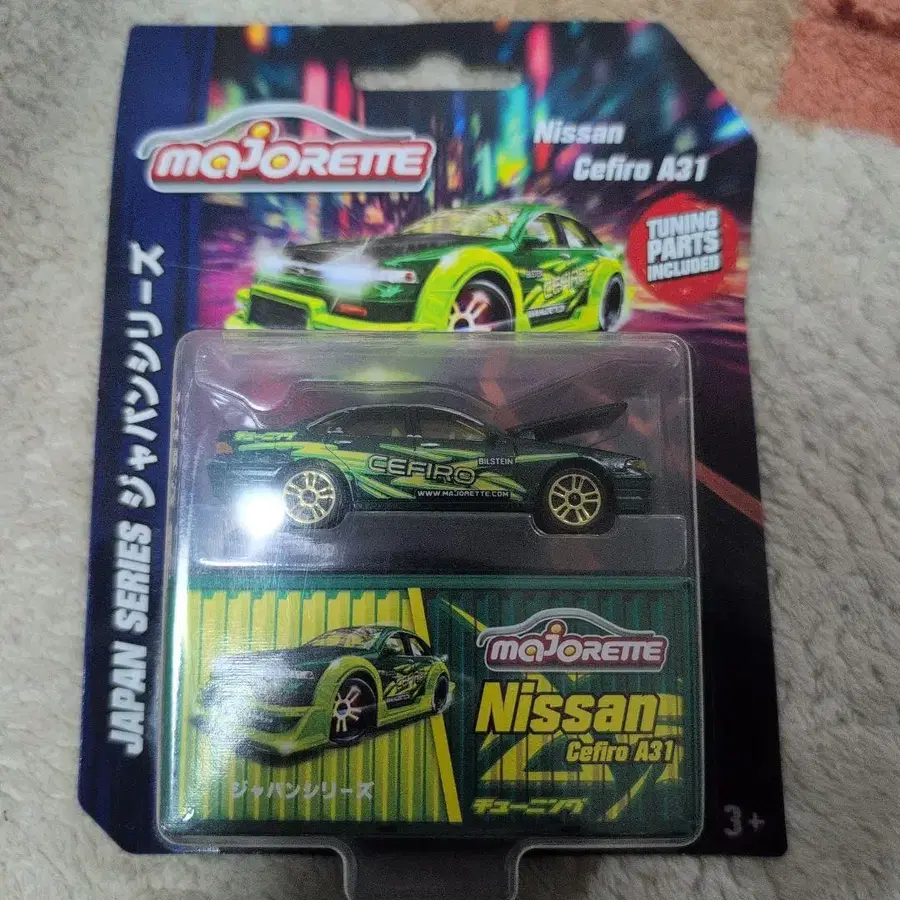 majorette
Nissan
Cefiro A31
TUNING
PARTS
INCLUDED
JAPAN SERIES ジャパンシリーズ
CEFIRO
BILSTEIN
WWW.MAJORETTE.COM
majorette
Nissan
Cefiro A31
ジャパンシリーズ
チューニング
3+